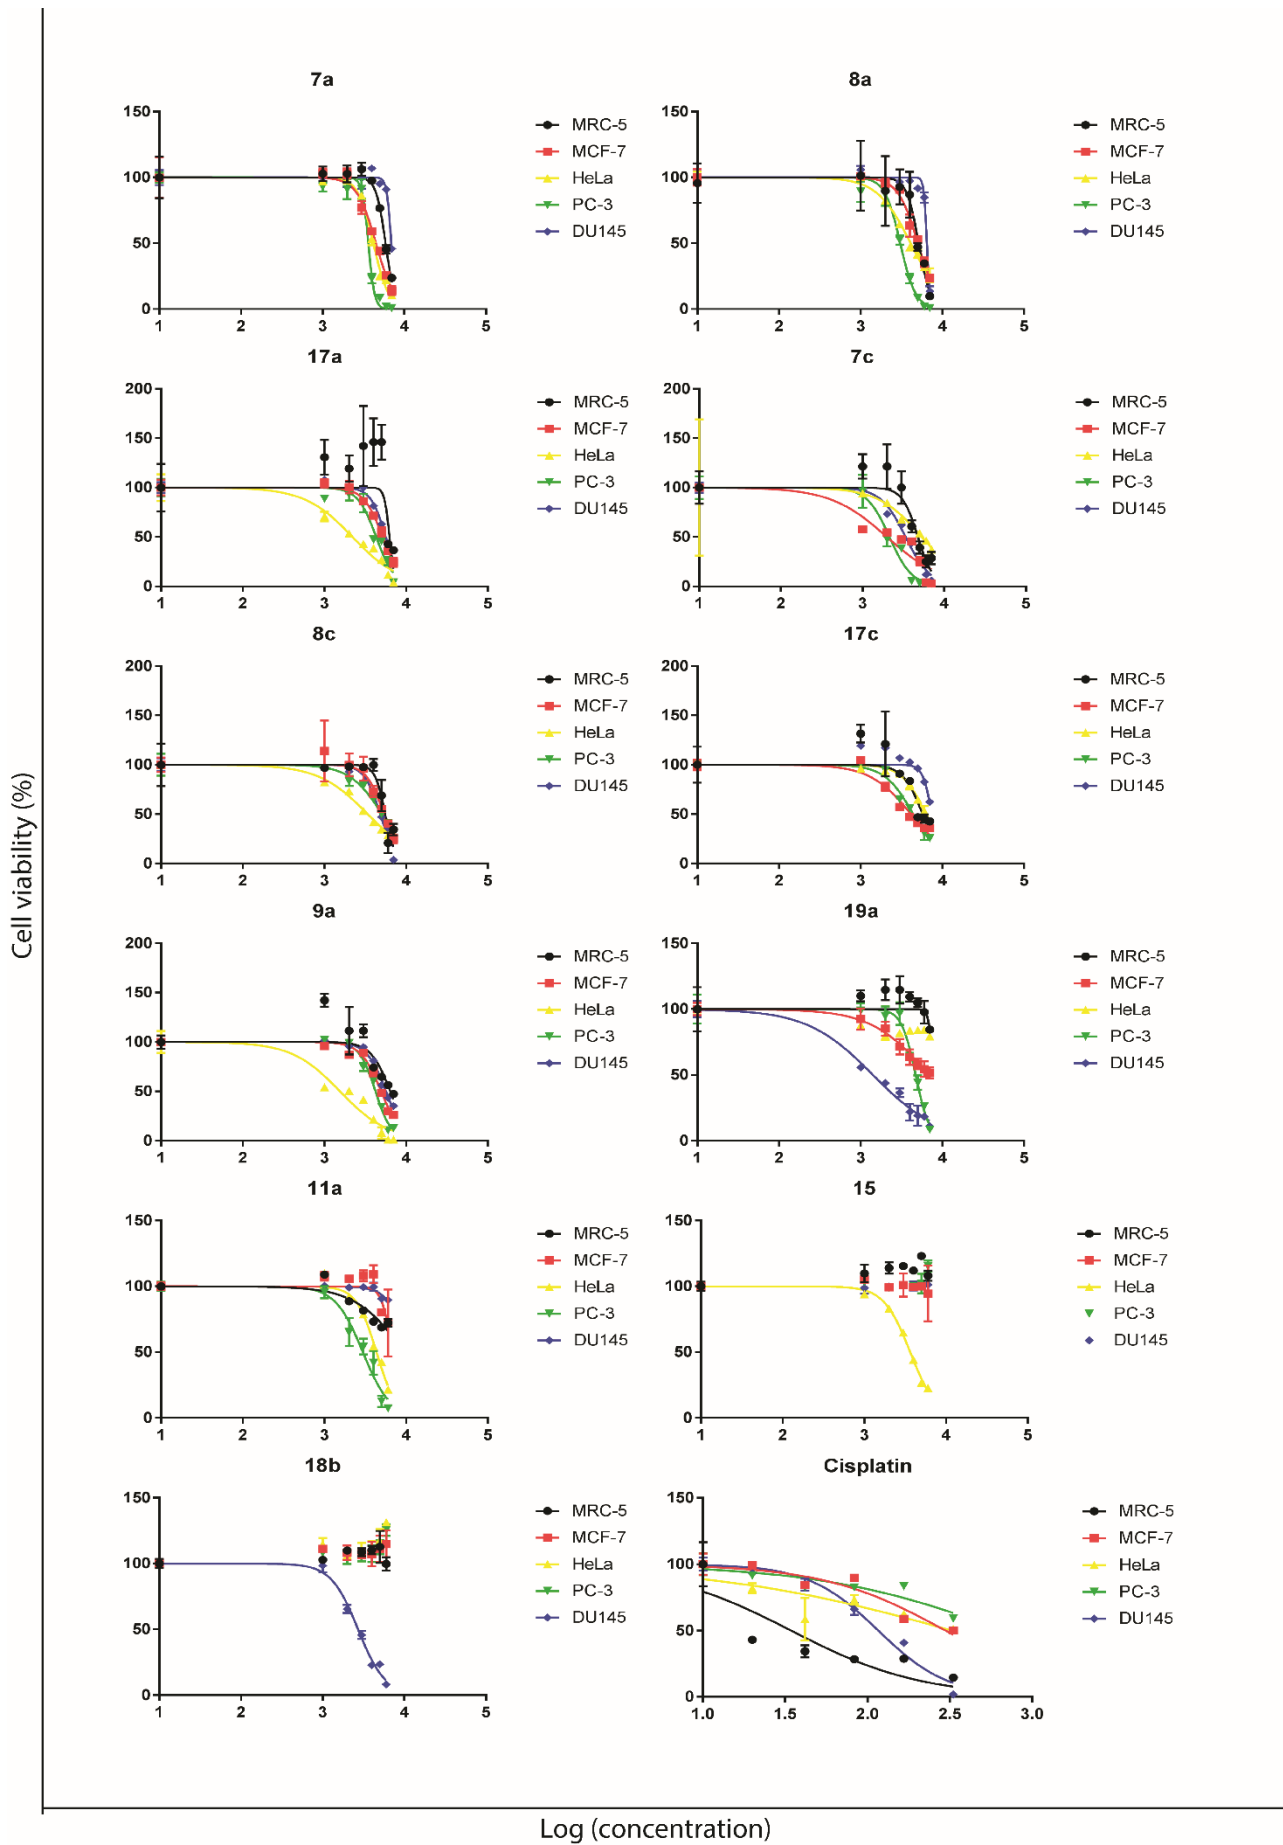 7a
150
100
50
0
1 2 3 4 5
MRC-5
MCF-7
HeLa
PC-3
DU145
8a
150
100
50
0
1 2 3 4 5
MRC-5
MCF-7
HeLa
PC-3
DU145
17a
200
150
100
50
0
1 2 3 4 5
MRC-5
MCF-7
HeLa
PC-3
DU145
7c
200
150
100
50
0
1 2 3 4 5
MRC-5
MCF-7
HeLa
PC-3
DU145
8c
200
150
100
50
0
1 2 3 4 5
MRC-5
MCF-7
HeLa
PC-3
DU145
17c
200
150
100
50
0
1 2 3 4 5
MRC-5
MCF-7
HeLa
PC-3
DU145
9a
200
150
100
50
0
1 2 3 4 5
MRC-5
MCF-7
HeLa
PC-3
DU145
19a
150
100
50
0
1 2 3 4 5
MRC-5
MCF-7
HeLa
PC-3
DU145
11a
150
100
50
0
1 2 3 4 5
MRC-5
MCF-7
HeLa
PC-3
DU145
15
150
100
50
0
1 2 3 4 5
MRC-5
MCF-7
HeLa
PC-3
DU145
18b
150
100
50
0
1 2 3 4 5
MRC-5
MCF-7
HeLa
PC-3
DU145
Cisplatin
150
100
50
0
1.0 1.5 2.0 2.5 3.0
MRC-5
MCF-7
HeLa
PC-3
DU145
Cell viability (%)
Log (concentration)